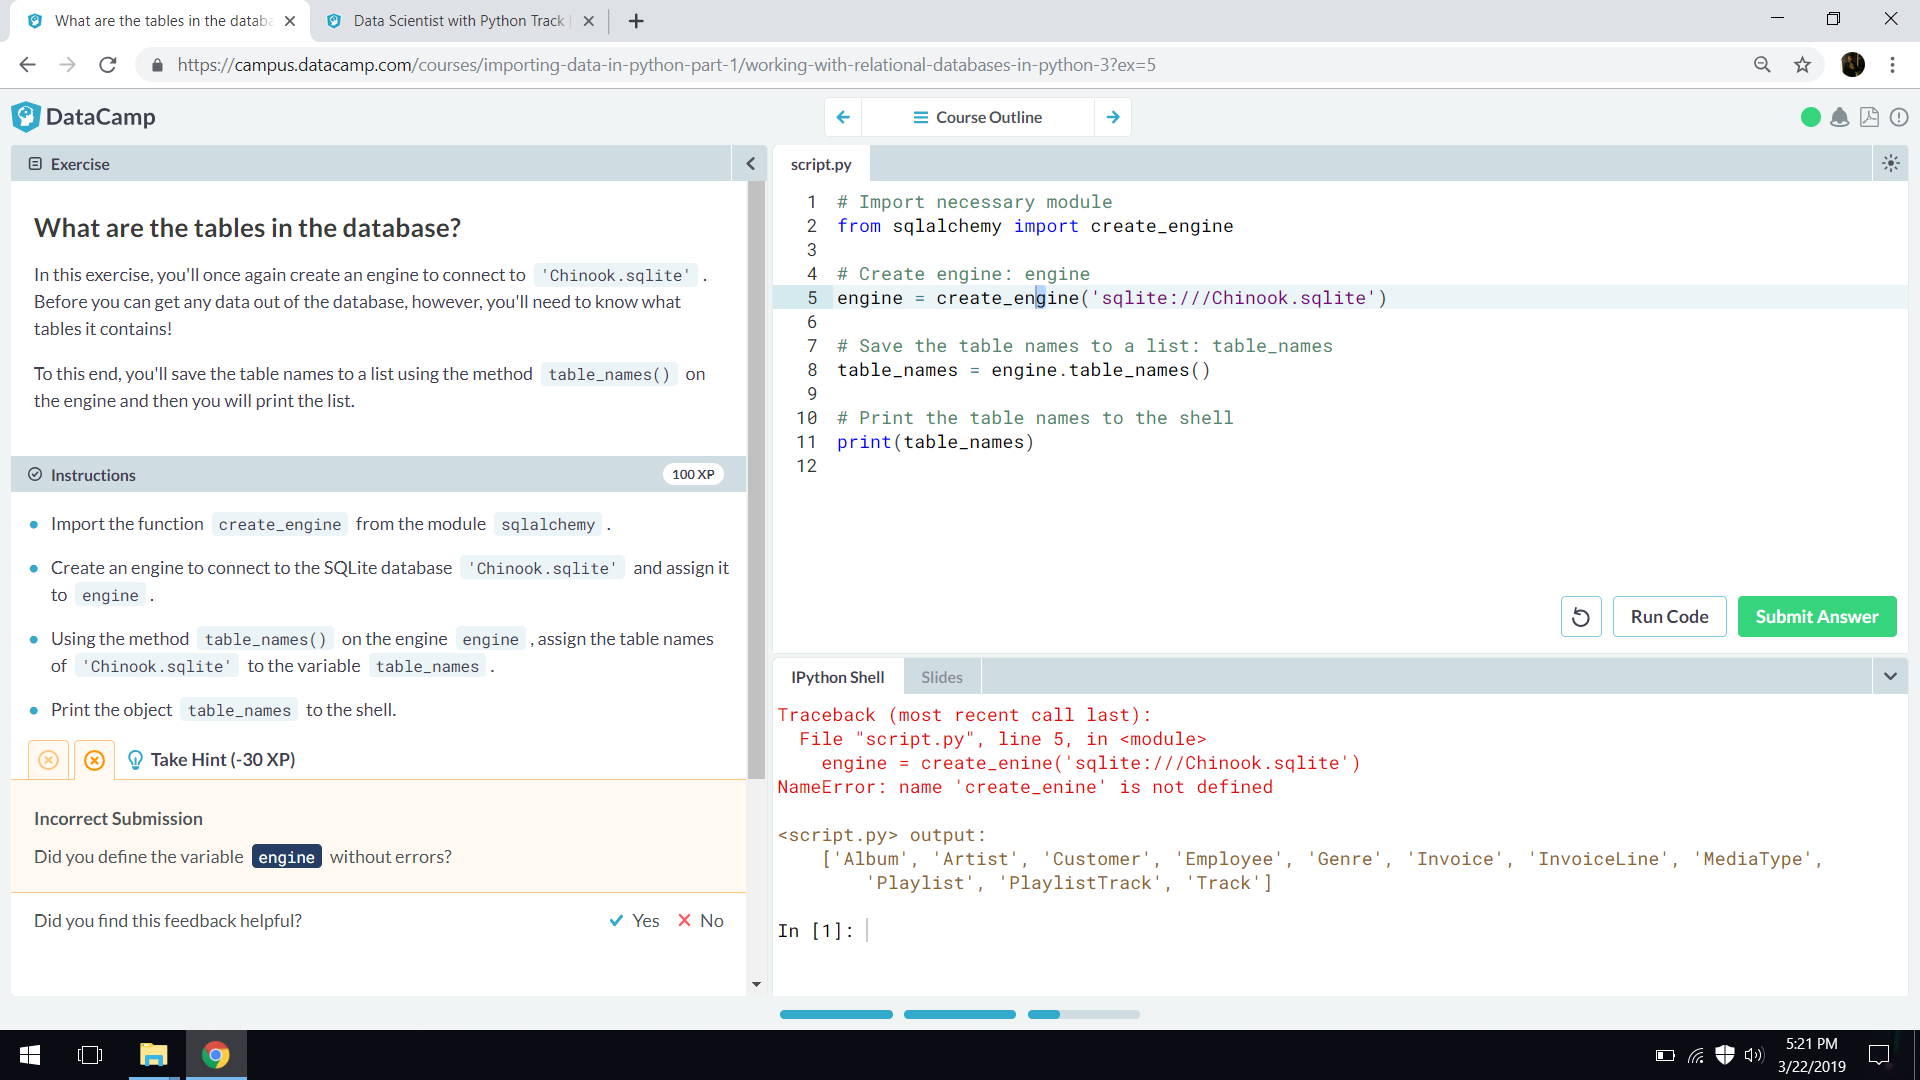 What are the tables in the databa
Data Scientist with Python Track
https://campus.datacamp.com/courses/importing-data-in-python-part-1/working-with-relational-databases-in-python-3?ex=5
DataCamp
Course Outline
Exercise
What are the tables in the database?
In this exercise, you'll once again create an engine to connect to 'Chinook.sqlite' .
Before you can get any data out of the database, however, you'll need to know what
tables it contains!
To this end, you'll save the table names to a list using the method table_names() on
the engine and then you will print the list.
Instructions
100 XP
Import the function create_engine from the module sqlalchemy .
Create an engine to connect to the SQLite database 'Chinook.sqlite' and assign it
to engine .
Using the method table_names() on the engine engine , assign the table names
of 'Chinook.sqlite' to the variable table_names .
Print the object table_names to the shell.
Take Hint (-30 XP)
Incorrect Submission
Did you define the variable engine without errors?
Did you find this feedback helpful?
Yes
No
script.py
1 # Import necessary module
2 from sqlalchemy import create_engine
3
4 # Create engine: engine
5 engine = create_engine('sqlite:///Chinook.sqlite')
6
7 # Save the table names to a list: table_names
8 table_names = engine.table_names()
9
10 # Print the table names to the shell
11 print(table_names)
12
Run Code
Submit Answer
IPython Shell
Slides
Traceback (most recent call last):
File "script.py", line 5, in <module>
engine = create_enine('sqlite:///Chinook.sqlite')
NameError: name 'create_enine' is not defined
<script.py> output:
['Album', 'Artist', 'Customer', 'Employee', 'Genre', 'Invoice', 'InvoiceLine', 'MediaType',
'Playlist', 'PlaylistTrack', 'Track']
In [1]:
5:21 PM
3/22/2019